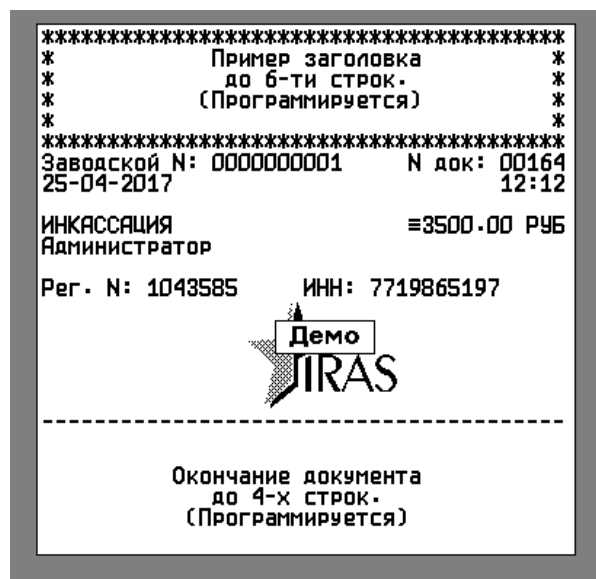 ****************************************
* Пример заголовка *
* до 6-ти строк. *
* (Программируется) *
* *
****************************************
Заводской N: 0000000001 N док: 00164
25-04-2017 12:12
ИНКАССАЦИЯ ≡3500.00 РУБ
Администратор
Рег. N: 1043585 ИНН: 7719865197
Демо
JIRAS
----------------------------------------
Окончание документа
до 4-х строк.
(Программируется)